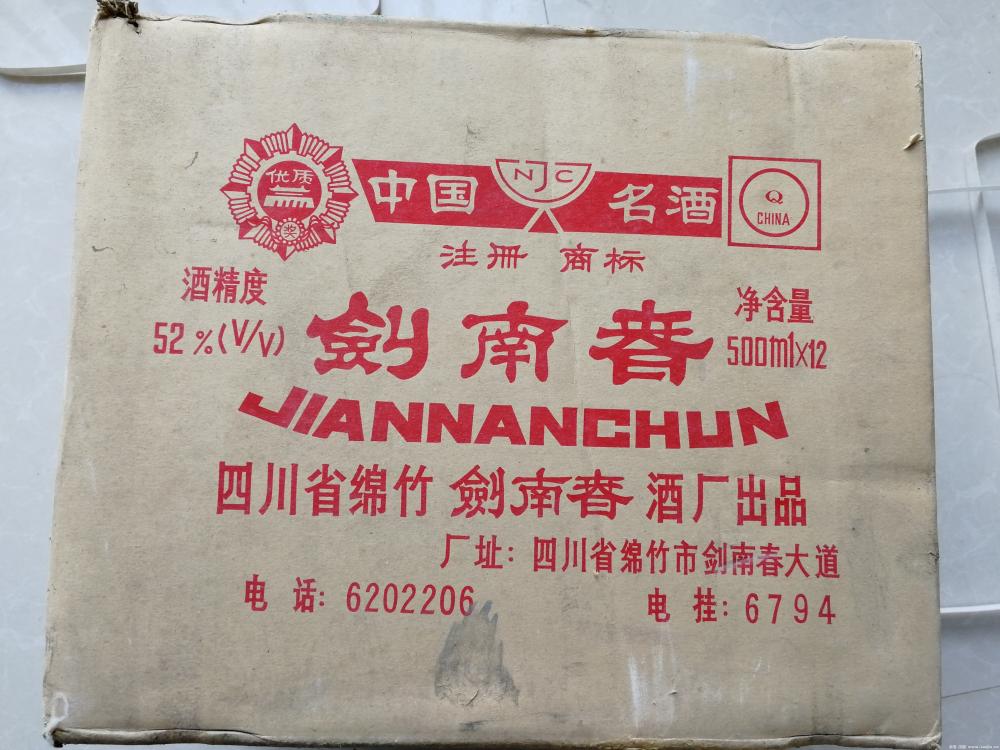 优质
奖
中国 NJC 名酒
Q
CHINA
注册 商标
酒精度
52%(V/V)
劍南春
净含量
500ml×12
JIANNANCHUN
四川省绵竹劍南春酒厂出品
厂址：四川省绵竹市剑南春大道
电 话：6202206
电 挂：6794